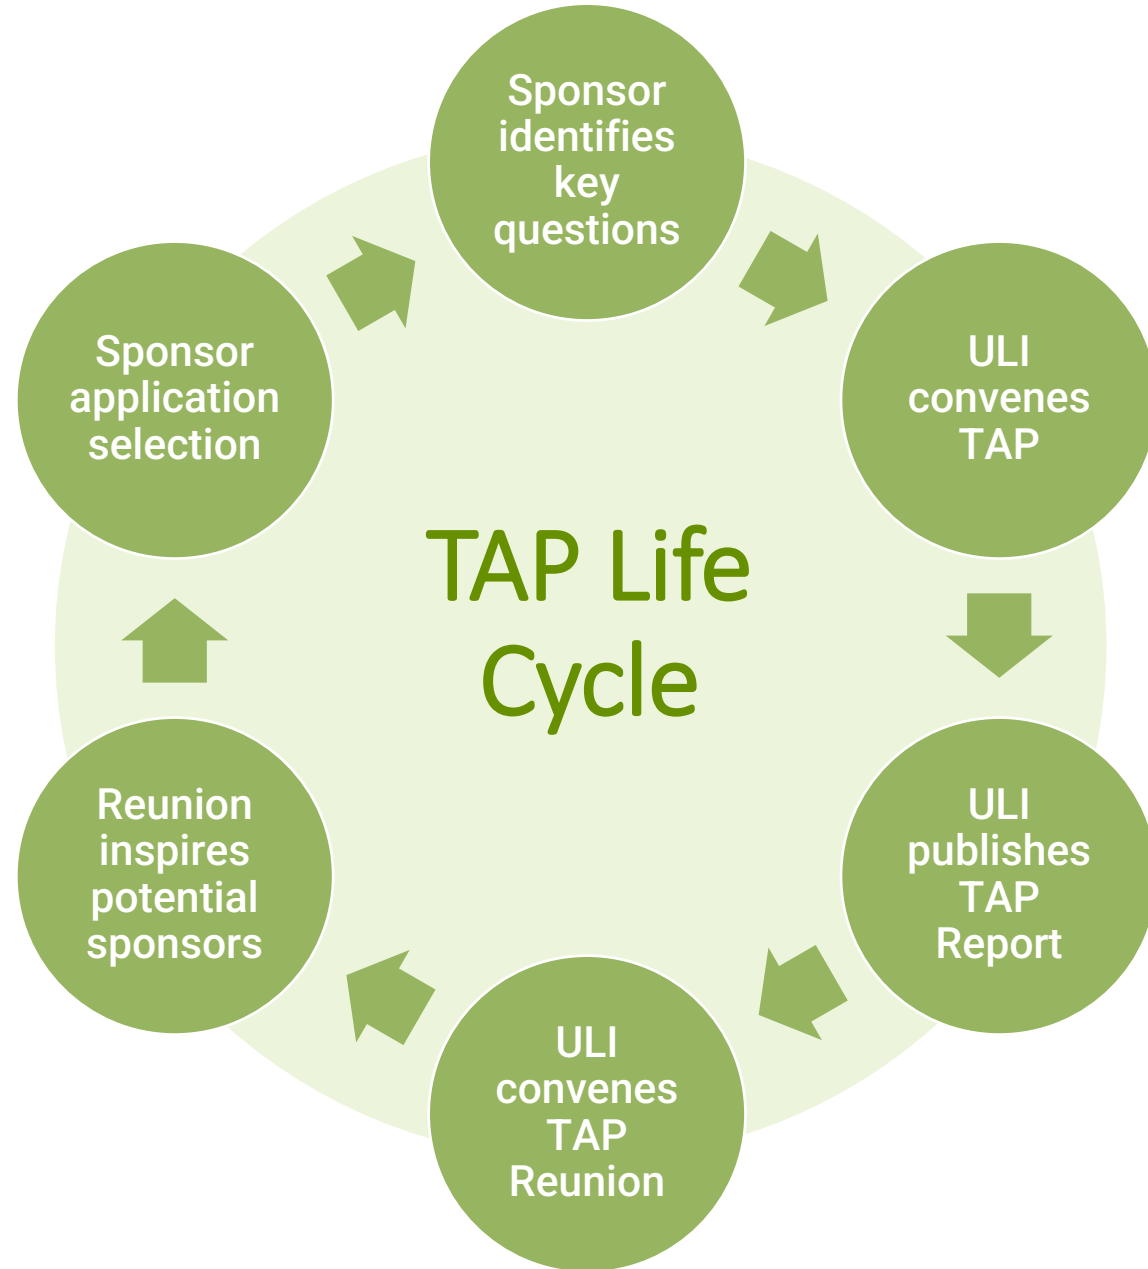 Sponsor
identifies
key
questions
ULI
convenes
TAP
ULI
publishes
TAP
Report
ULI
convenes
TAP
Reunion
Reunion
inspires
potential
sponsors
Sponsor
application
selection
TAP Life
Cycle